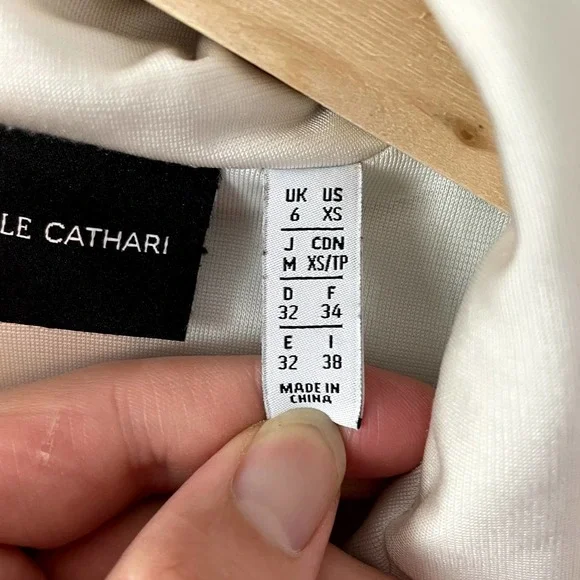 LE CATHARI
UK US
6 XS
J CDN
M XS/TP
D F
32 34
E I
32 38
MADE IN
CHINA